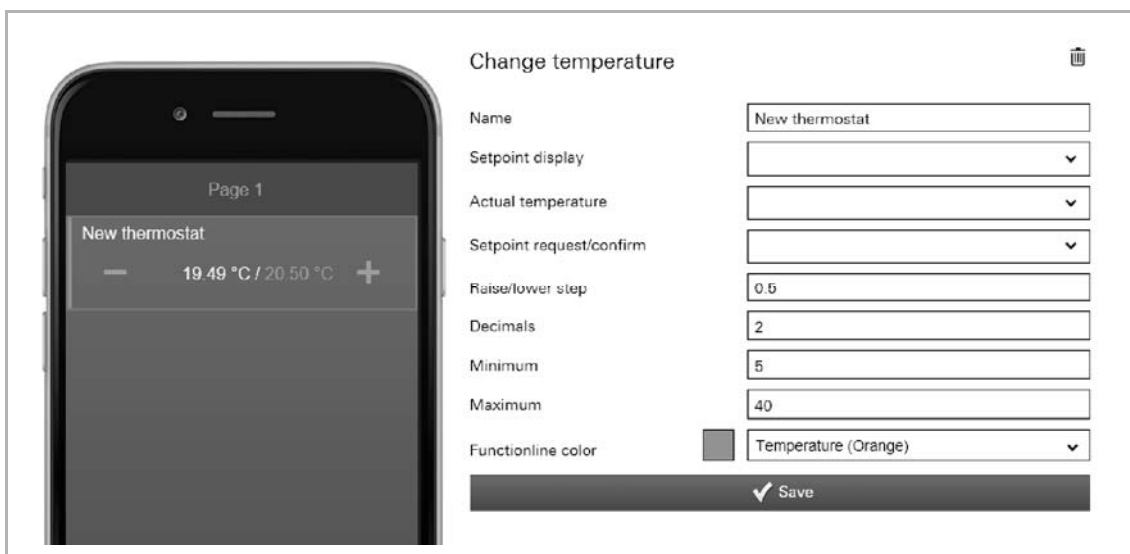 Page 1
New thermostat
19.49 °C / 20.50 °C
Change temperature
Name
New thermostat
Setpoint display
Actual temperature
Setpoint request/confirm
Raise/lower step
0.5
Decimals
2
Minimum
5
Maximum
40
Functionline color
Temperature (Orange)
Save